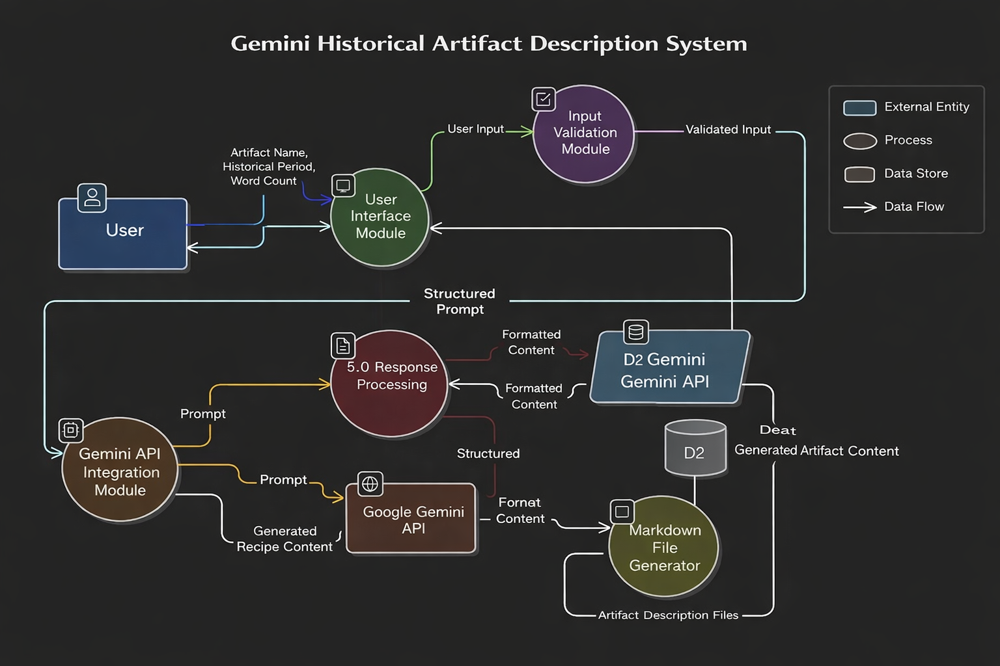 Gemini Historical Artifact Description System
External Entity
Process
Data Store
Data Flow
Input
Validation
Module
User Input
Validated Input
Artifact Name,
Historical Period,
Word Count
User
User
Interface
Module
Structured
Prompt
5.0 Response
Processing
Formatted
Content
Formatted
Content
D2 Gemini
Gemini API
Prompt
Gemini API
Integration
Module
Prompt
Structured
D2
Deat
Generated Artifact Content
Google Gemini
API
Fornat
Content
Generated
Recipe Content
Markdown
File
Generator
Artifact Description Files